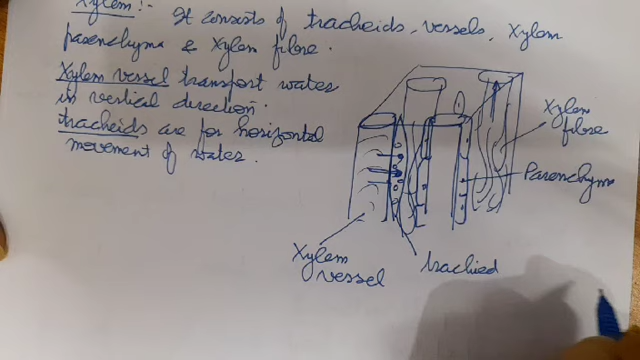 Xylem :- It consists of tracheids, vessels, Xylem
parenchyma & Xylem fibre.
Xylem vessel transport water
in vertical direction.
tracheids are for horizontal
movement of water.
Xylem
fibre
Parenchyma
Xylem
vessel
trachied